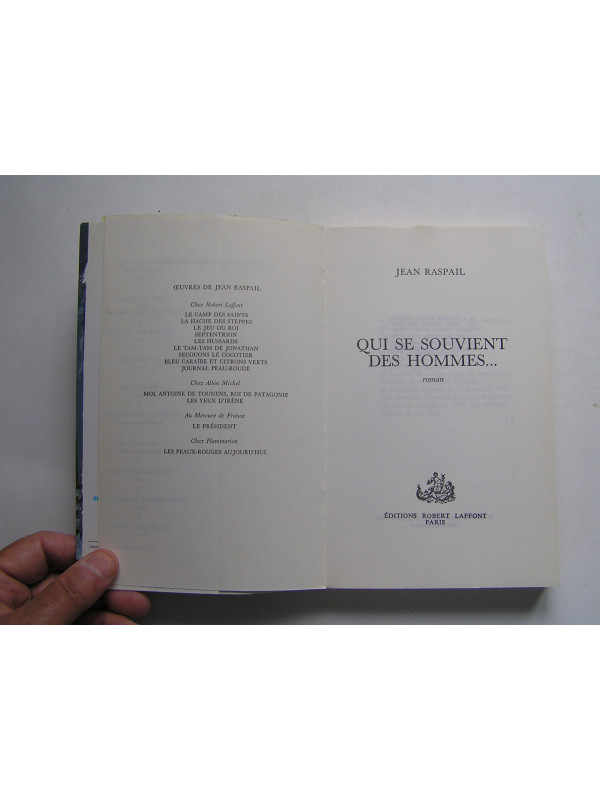 ŒUVRES DE JEAN RASPAIL
Chez Robert Laffont
LE CAMP DES SAINTS
LA HACHE DES STEPPES
LE JEU DU ROI
SEPTENTRION
LES HUSSARDS
LE TAM-TAM DE JONATHAN
SECOUONS LE COCOTIER
BLEU CARAÏBE ET CITRONS VERTS
JOURNAL PEAU-ROUGE
Chez Albin Michel
MOI, ANTOINE DE TOUNENS, ROI DE PATAGONIE
LES YEUX D'IRÈNE
Au Mercure de France
LE PRÉSIDENT
Chez Flammarion
LES PEAUX-ROUGES AUJOURD'HUI
JEAN RASPAIL
QUI SE SOUVIENT
DES HOMMES...
roman
ÉDITIONS ROBERT LAFFONT
PARIS